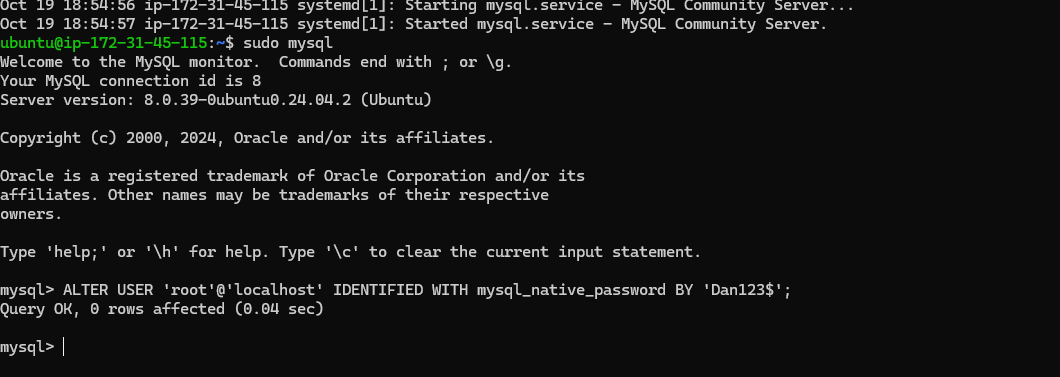 Oct 19 18:54:56 ip-172-31-45-115 systemd[1]: Starting mysql.service - MySQL Community Server...
Oct 19 18:54:57 ip-172-31-45-115 systemd[1]: Started mysql.service - MySQL Community Server.
ubuntu@ip-172-31-45-115:~$ sudo mysql
Welcome to the MySQL monitor.  Commands end with ; or \g.
Your MySQL connection id is 8
Server version: 8.0.39-0ubuntu0.24.04.2 (Ubuntu)
Copyright (c) 2000, 2024, Oracle and/or its affiliates.
Oracle is a registered trademark of Oracle Corporation and/or its
affiliates. Other names may be trademarks of their respective
owners.
Type 'help;' or '\h' for help. Type '\c' to clear the current input statement.
mysql> ALTER USER 'root'@'localhost' IDENTIFIED WITH mysql_native_password BY 'Dan123$';
Query OK, 0 rows affected (0.04 sec)
mysql>